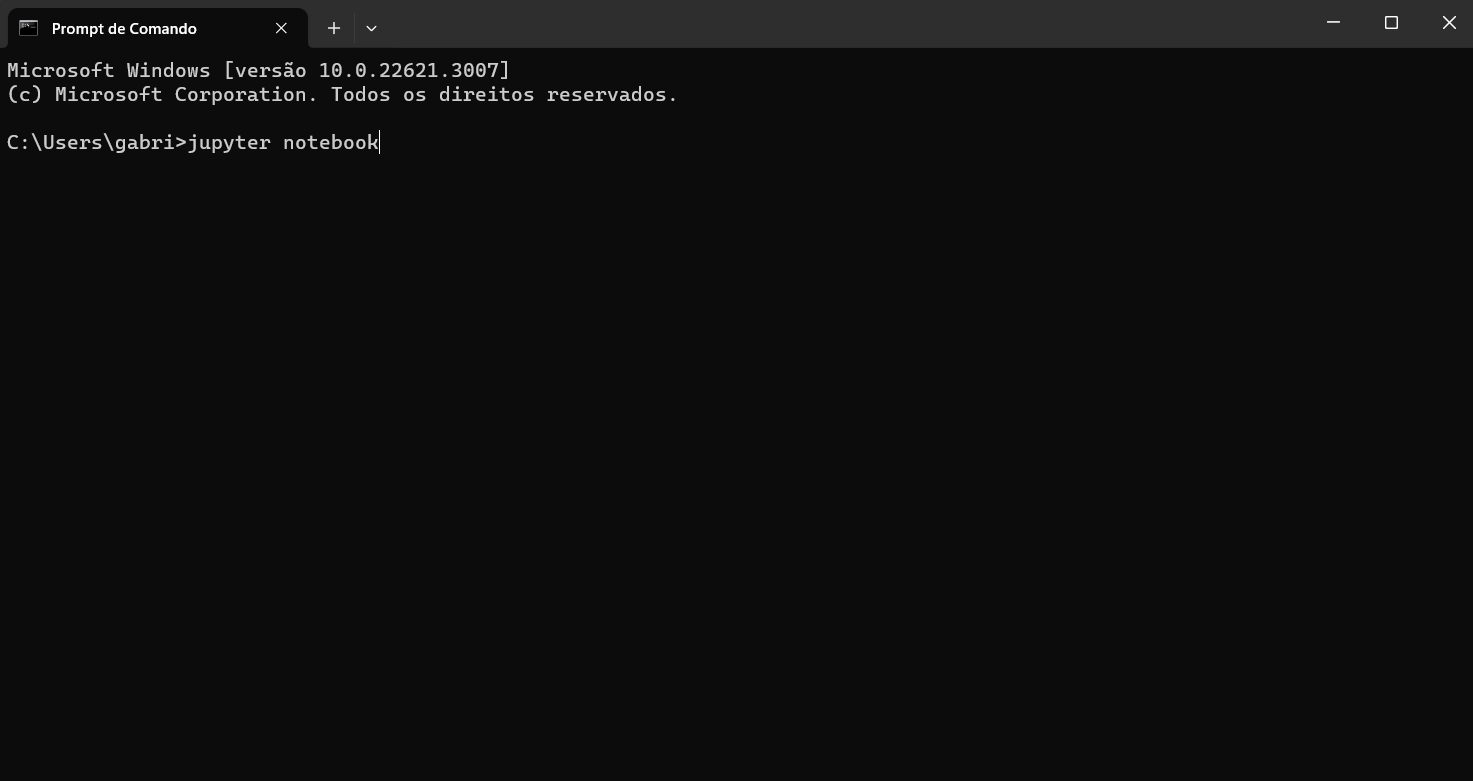 Prompt de Comando
Microsoft Windows [versão 10.0.22621.3007]
(c) Microsoft Corporation. Todos os direitos reservados.
C:\Users\gabri>jupyter notebook